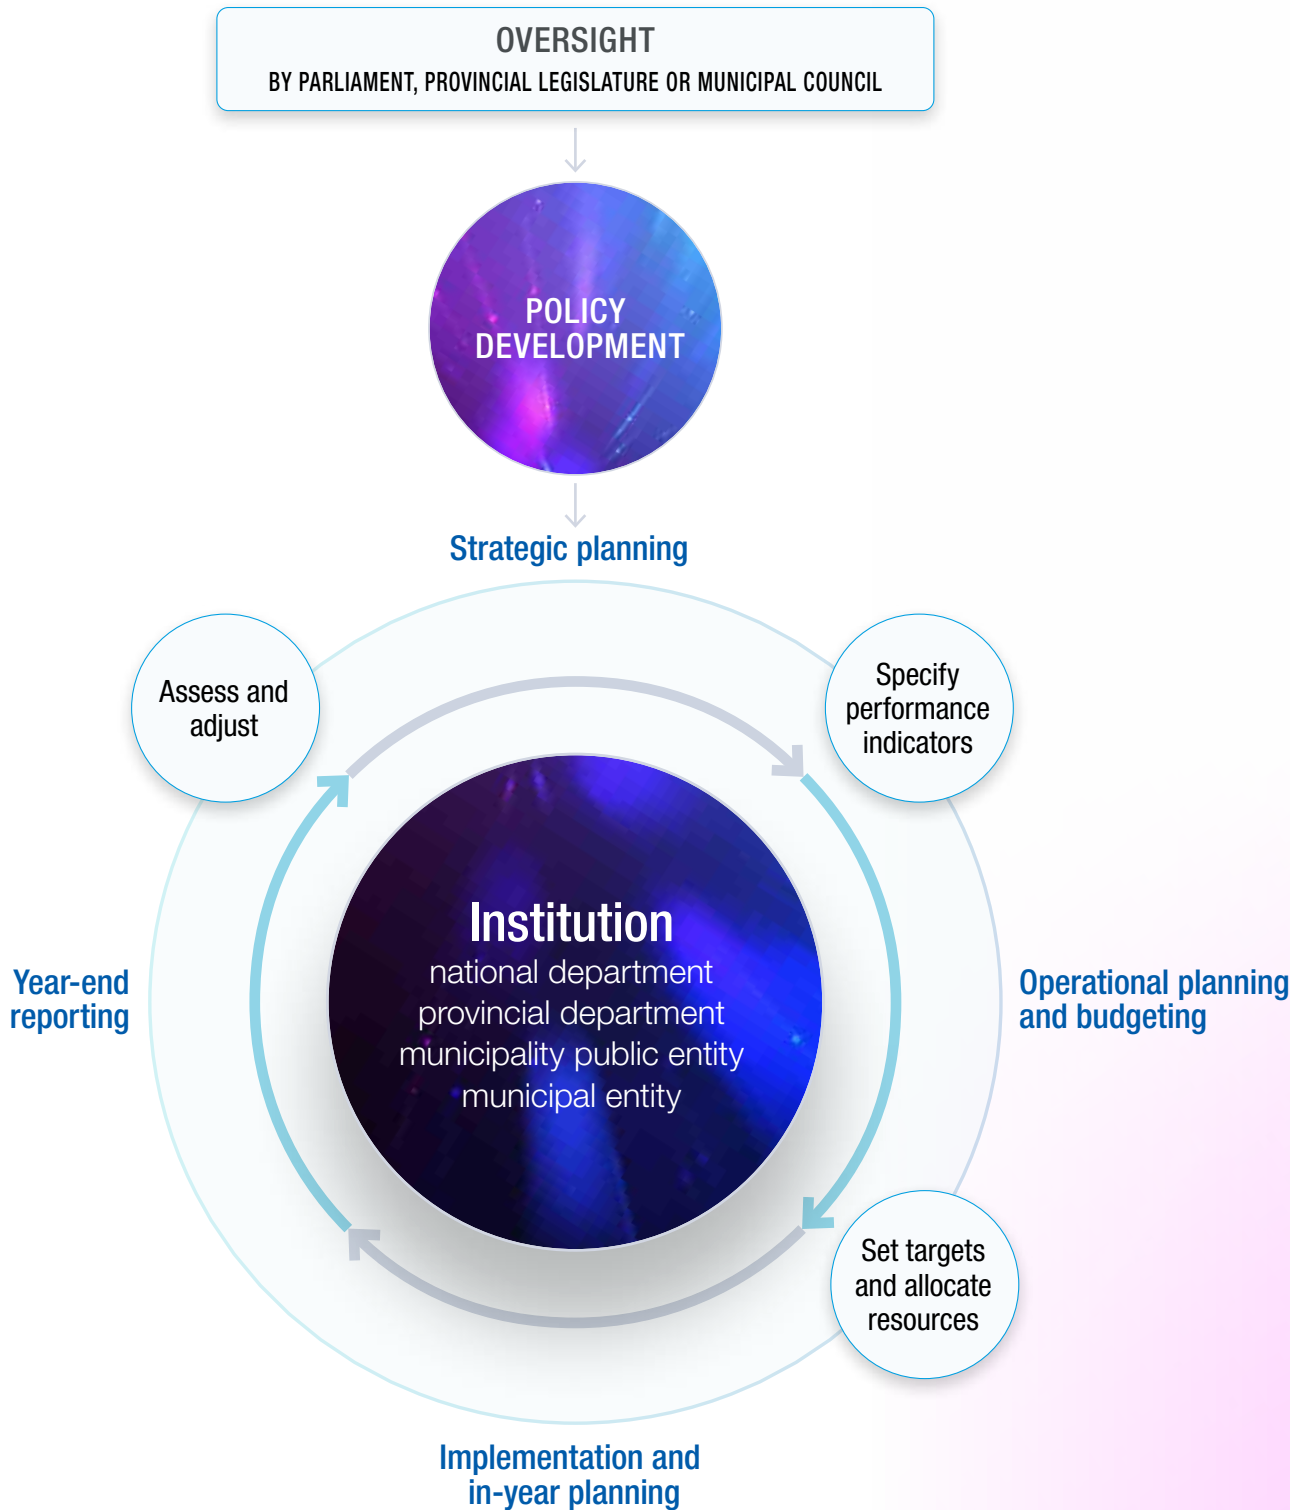 OVERSIGHT
BY PARLIAMENT, PROVINCIAL LEGISLATURE OR MUNICIPAL COUNCIL
POLICY
DEVELOPMENT
Strategic planning
Assess and
adjust
Specify
performance
indicators
Institution
national department
provincial department
municipality public entity
municipal entity
Year-end
reporting
Operational planning
and budgeting
Set targets
and allocate
resources
Implementation and
in-year planning